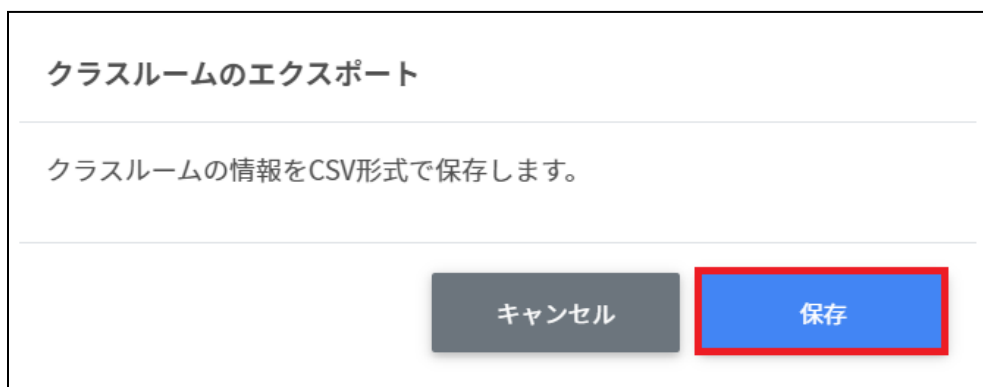 クラスルームのエクスポート
クラスルームの情報をCSV形式で保存します。
キャンセル
保存